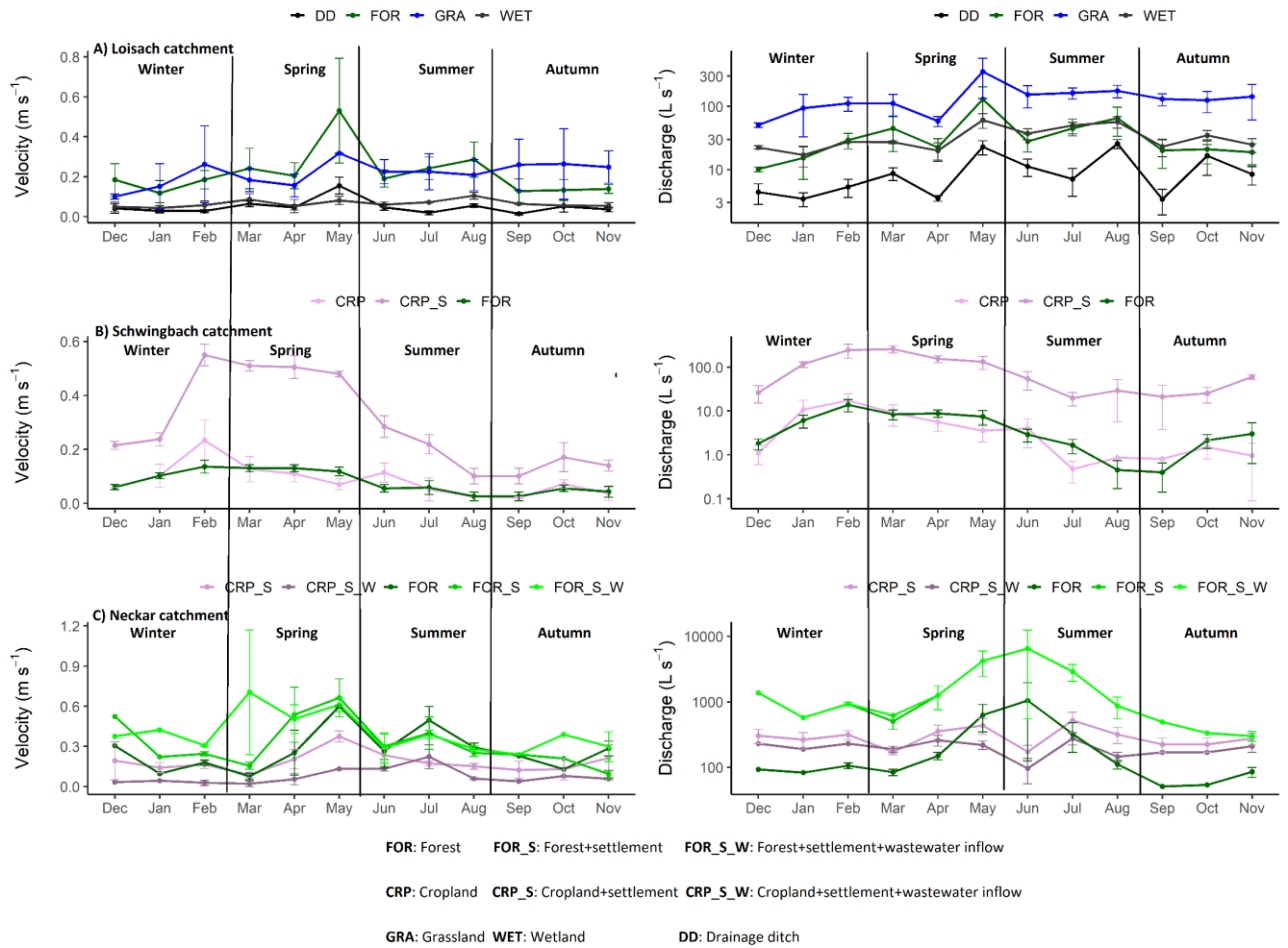 DD FOR GRA WET
DD FOR GRA WET
A) Loisach catchment
Winter Spring Summer Autumn
Winter Spring Summer Autumn
Velocity (m s⁻¹)
0.8
0.6
0.4
0.2
0.0
Dec Jan Feb Mar Apr May Jun Jul Aug Sep Oct Nov
Discharge (L s⁻¹)
300
100
30
10
3
Dec Jan Feb Mar Apr May Jun Jul Aug Sep Oct Nov
CRP CRP_S FOR
CRP CRP_S FOR
B) Schwingbach catchment
Winter Spring Summer Autumn
Winter Spring Summer Autumn
Velocity (m s⁻¹)
0.6
0.4
0.2
0.0
Dec Jan Feb Mar Apr May Jun Jul Aug Sep Oct Nov
Discharge (L s⁻¹)
100.0
10.0
1.0
0.1
Dec Jan Feb Mar Apr May Jun Jul Aug Sep Oct Nov
CRP_S CRP_S_W FOR FOR_S FOR_S_W
CRP_S CRP_S_W FOR FOR_S FOR_S_W
C) Neckar catchment
Winter Spring Summer Autumn
Winter Spring Summer Autumn
Velocity (m s⁻¹)
1.2
0.9
0.6
0.3
0.0
Dec Jan Feb Mar Apr May Jun Jul Aug Sep Oct Nov
Discharge (L s⁻¹)
10000
1000
100
Dec Jan Feb Mar Apr May Jun Jul Aug Sep Oct Nov
FOR: Forest FOR_S: Forest+settlement FOR_S_W: Forest+settlement+wastewater inflow
CRP: Cropland CRP_S: Cropland+settlement CRP_S_W: Cropland+settlement+wastewater inflow
GRA: Grassland WET: Wetland DD: Drainage ditch